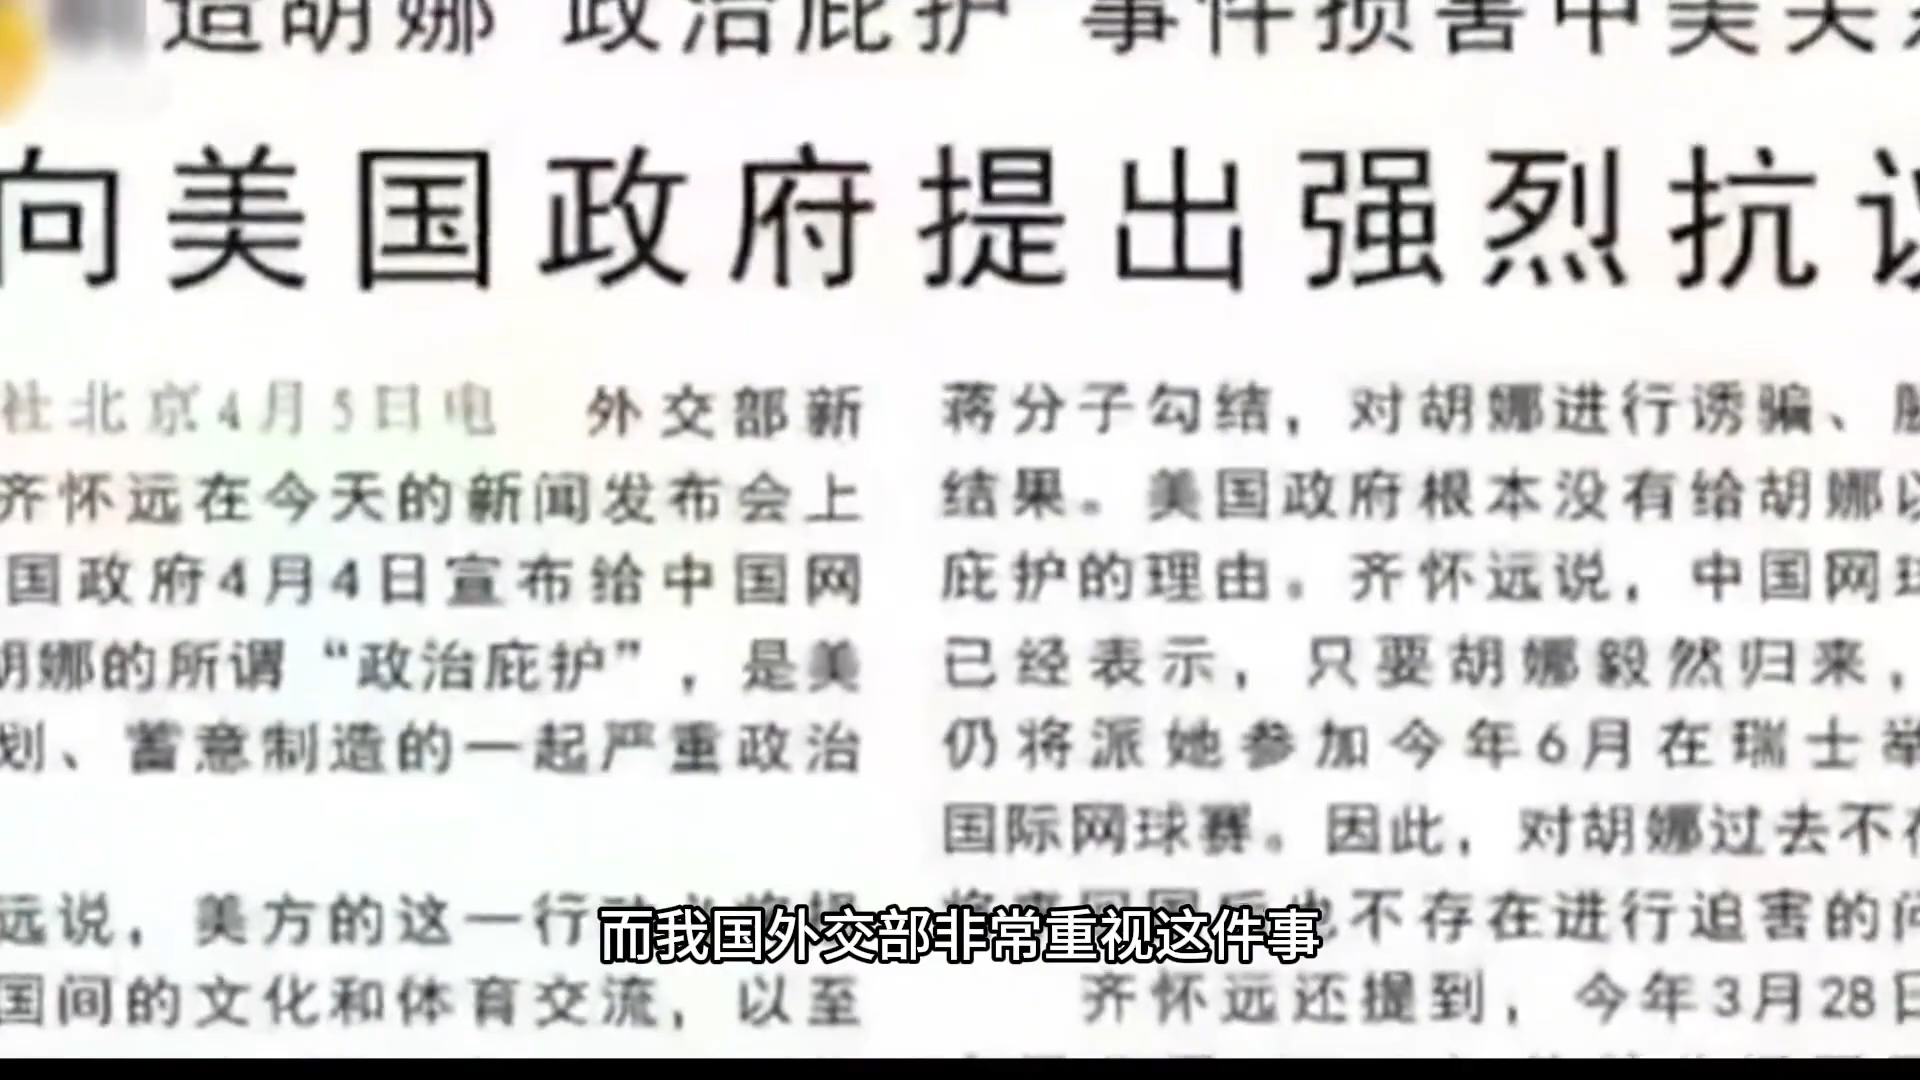 造胡娜 政治庇护 事件损害中美关
向美国政府提出强烈抗议
社北京4月5日电 外交部新
齐怀远在今天的新闻发布会上
国政府4月4日宣布给中国网
胡娜的所谓“政治庇护”，是美
划、蓄意制造的一起严重政治
远说，美方的这一行
国间的文化和体育交流，以至
蒋分子勾结，对胡娜进行诱骗、
结果。美国政府根本没有给胡娜以
庇护的理由。齐怀远说，中国网球
已经表示，只要胡娜毅然归来，
仍将派她参加今年6月在瑞士举
国际网球赛。因此，对胡娜过去不存
也不存在进行迫害的问
齐怀远还提到，今年3月28日
而我国外交部非常重视这件事